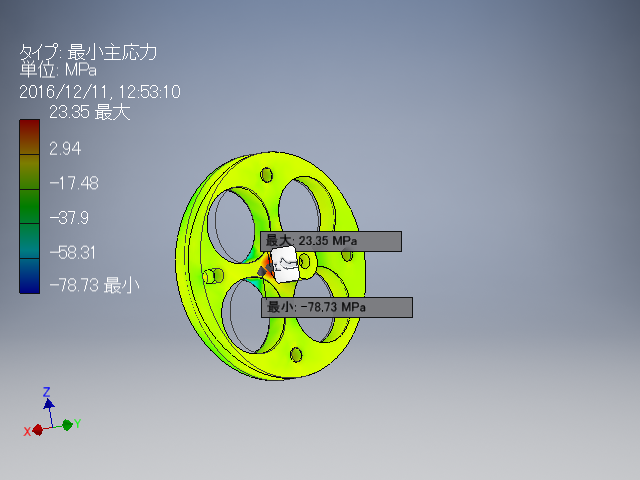 タイプ: 最小主応力
単位: MPa
2016/12/11, 12:53:10
23.35 最大
2.94
-17.48
-37.9
-58.31
-78.73 最小
最大: 23.35 MPa
最小: -78.73 MPa
Z
X
Y